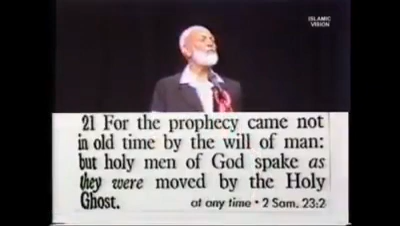 ISLAMIC
VISION
21 For the prophecy came not
in old time by the will of man:
but holy men of God spake as
they were moved by the Holy
Ghost. at any time • 2 Sam. 23:2